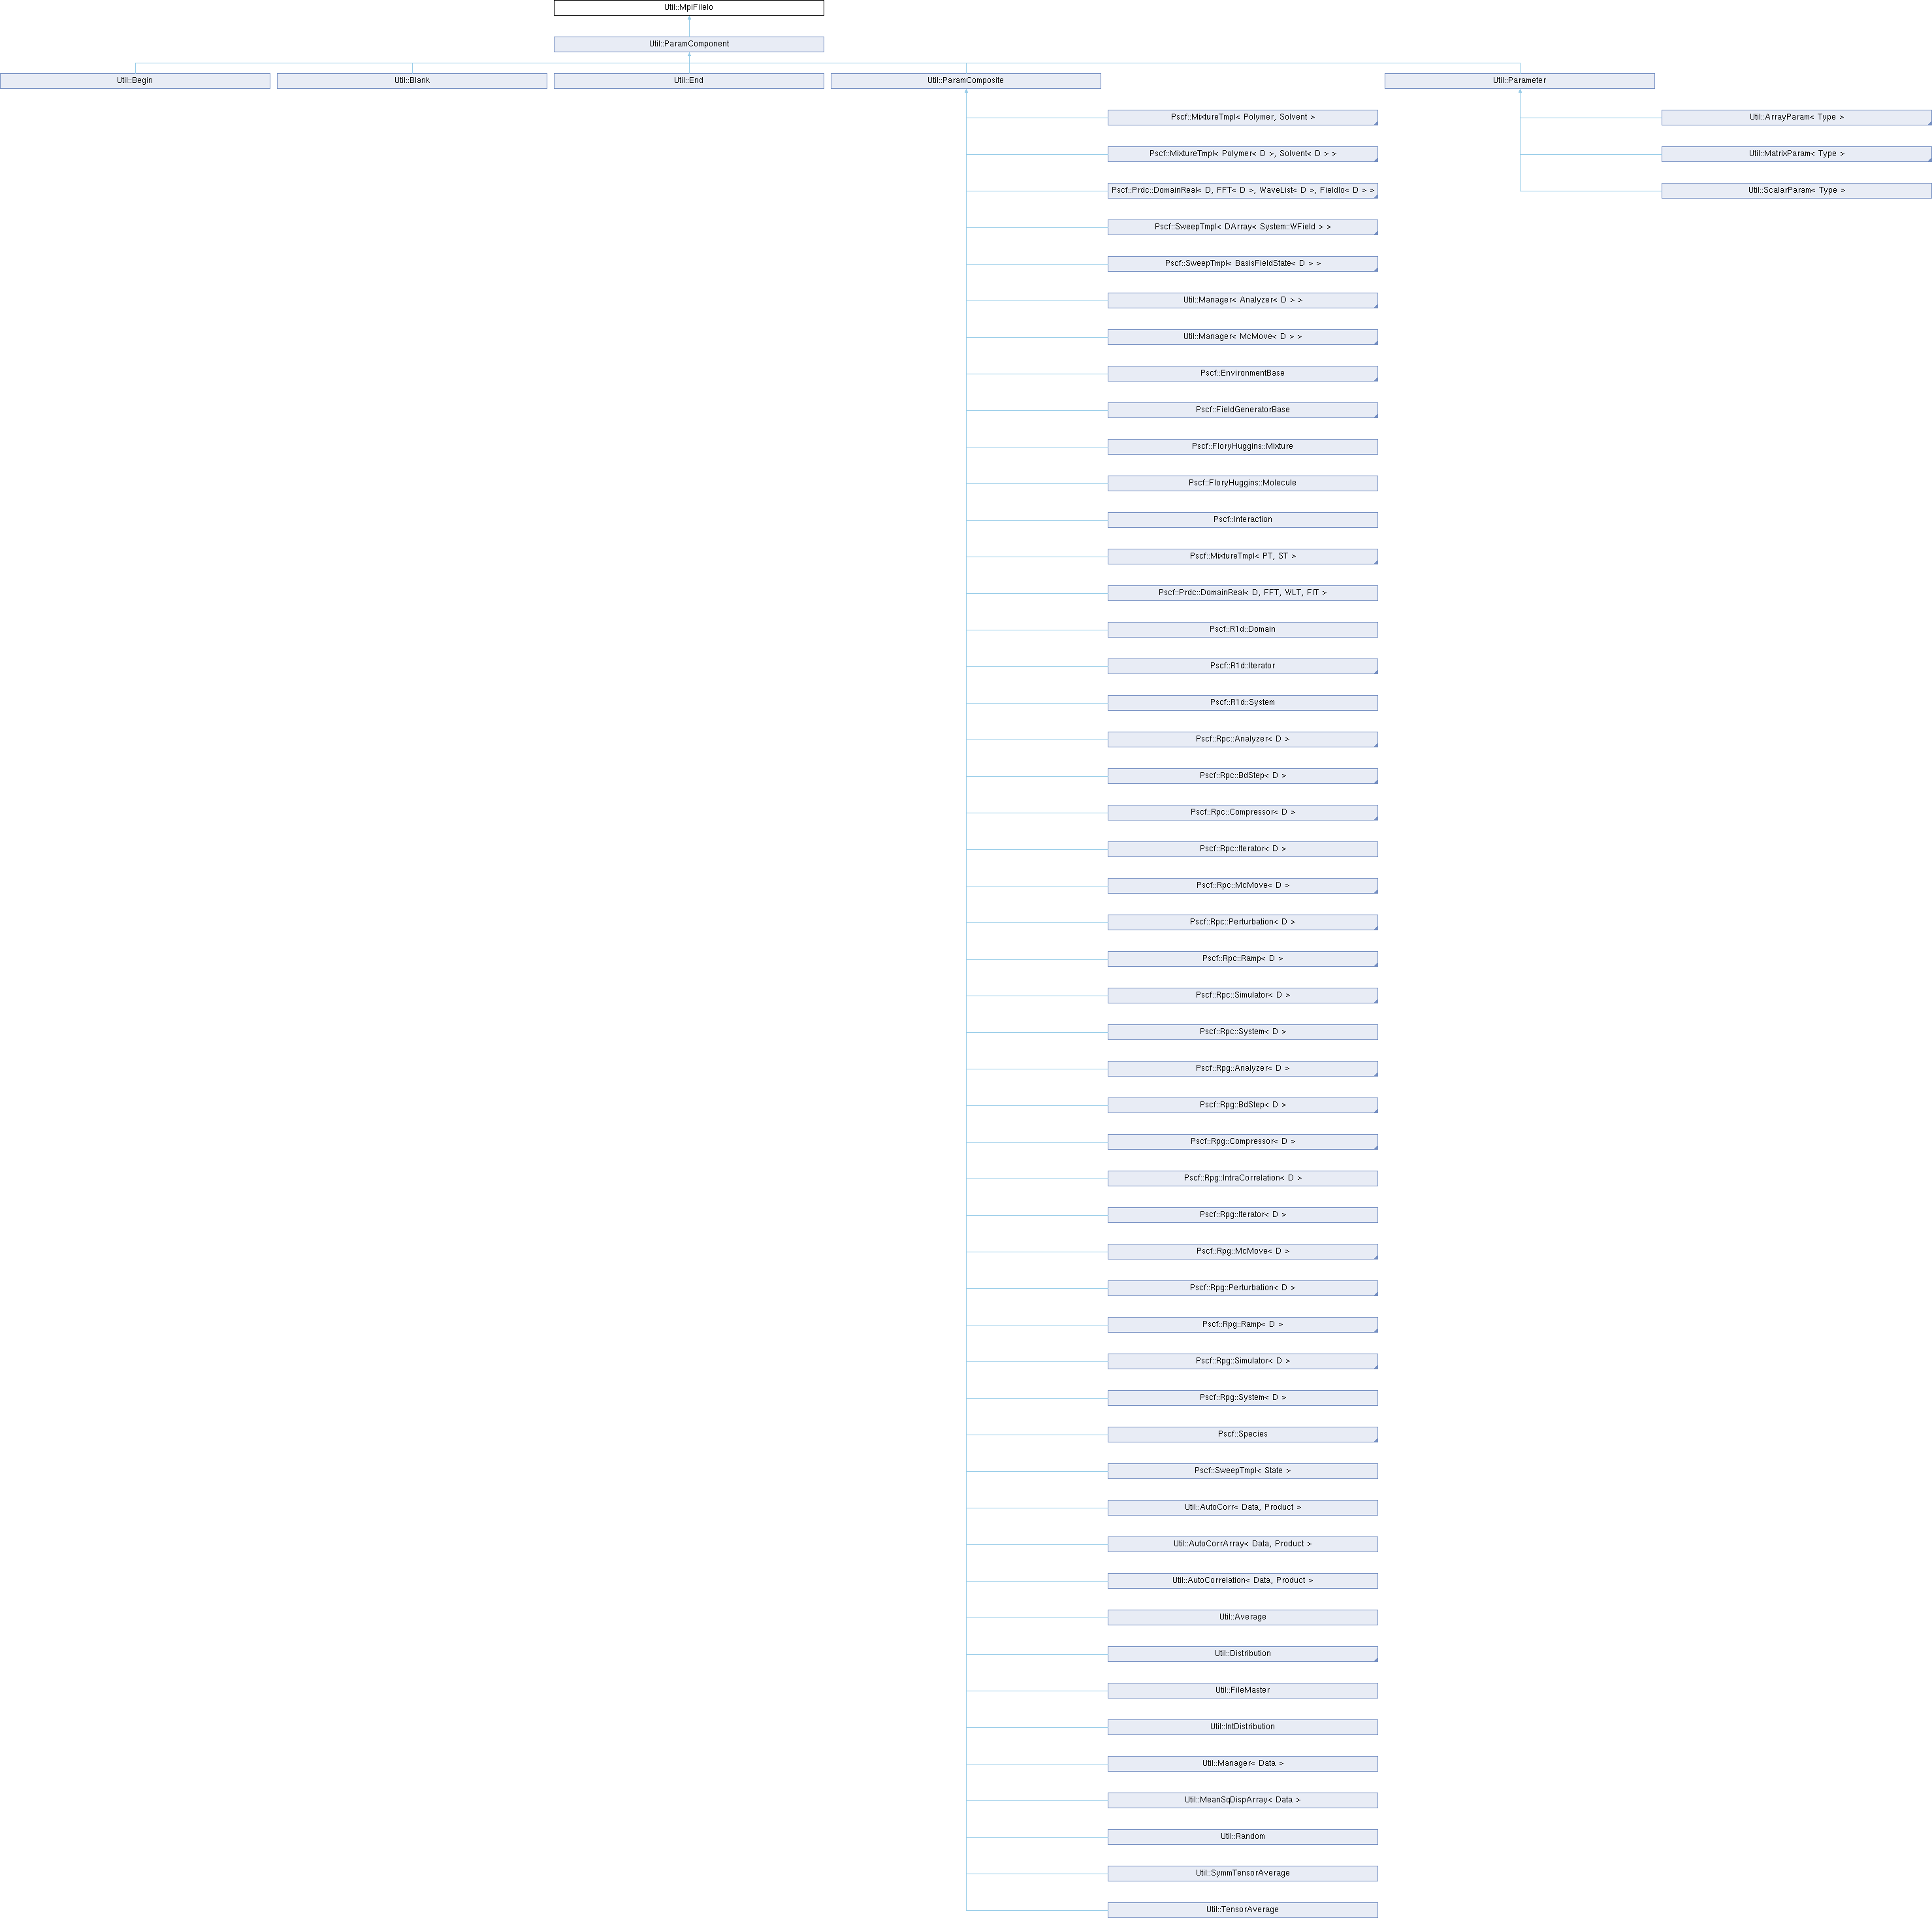 Util::MpiFileIo
Util::ParamComponent
Util::Begin
Util::Blank
Util::End
Util::ParamComposite
Util::Parameter
Pscf::MixtureTmpl< Polymer, Solvent >
Util::ArrayParam< Type >
Pscf::MixtureTmpl< Polymer< D >, Solvent< D > >
Util::MatrixParam< Type >
Pscf::Prdc::DomainReal< D, FFT< D >, WaveList< D >, FieldIo< D > >
Util::ScalarParam< Type >
Pscf::SweepTmpl< DArray< System::WField > >
Pscf::SweepTmpl< BasisFieldState< D > >
Util::Manager< Analyzer< D > >
Util::Manager< McMove< D > >
Pscf::EnvironmentBase
Pscf::FieldGeneratorBase
Pscf::FloryHuggins::Mixture
Pscf::FloryHuggins::Molecule
Pscf::Interaction
Pscf::MixtureTmpl< PT, ST >
Pscf::Prdc::DomainReal< D, FFT, WLT, FIT >
Pscf::R1d::Domain
Pscf::R1d::Iterator
Pscf::R1d::System
Pscf::Rpc::Analyzer< D >
Pscf::Rpc::BdStep< D >
Pscf::Rpc::Compressor< D >
Pscf::Rpc::Iterator< D >
Pscf::Rpc::McMove< D >
Pscf::Rpc::Perturbation< D >
Pscf::Rpc::Ramp< D >
Pscf::Rpc::Simulator< D >
Pscf::Rpc::System< D >
Pscf::Rpg::Analyzer< D >
Pscf::Rpg::BdStep< D >
Pscf::Rpg::Compressor< D >
Pscf::Rpg::IntraCorrelation< D >
Pscf::Rpg::Iterator< D >
Pscf::Rpg::McMove< D >
Pscf::Rpg::Perturbation< D >
Pscf::Rpg::Ramp< D >
Pscf::Rpg::Simulator< D >
Pscf::Rpg::System< D >
Pscf::Species
Pscf::SweepTmpl< State >
Util::AutoCorr< Data, Product >
Util::AutoCorrArray< Data, Product >
Util::AutoCorrelation< Data, Product >
Util::Average
Util::Distribution
Util::FileMaster
Util::IntDistribution
Util::Manager< Data >
Util::MeanSqDispArray< Data >
Util::Random
Util::SymmTensorAverage
Util::TensorAverage